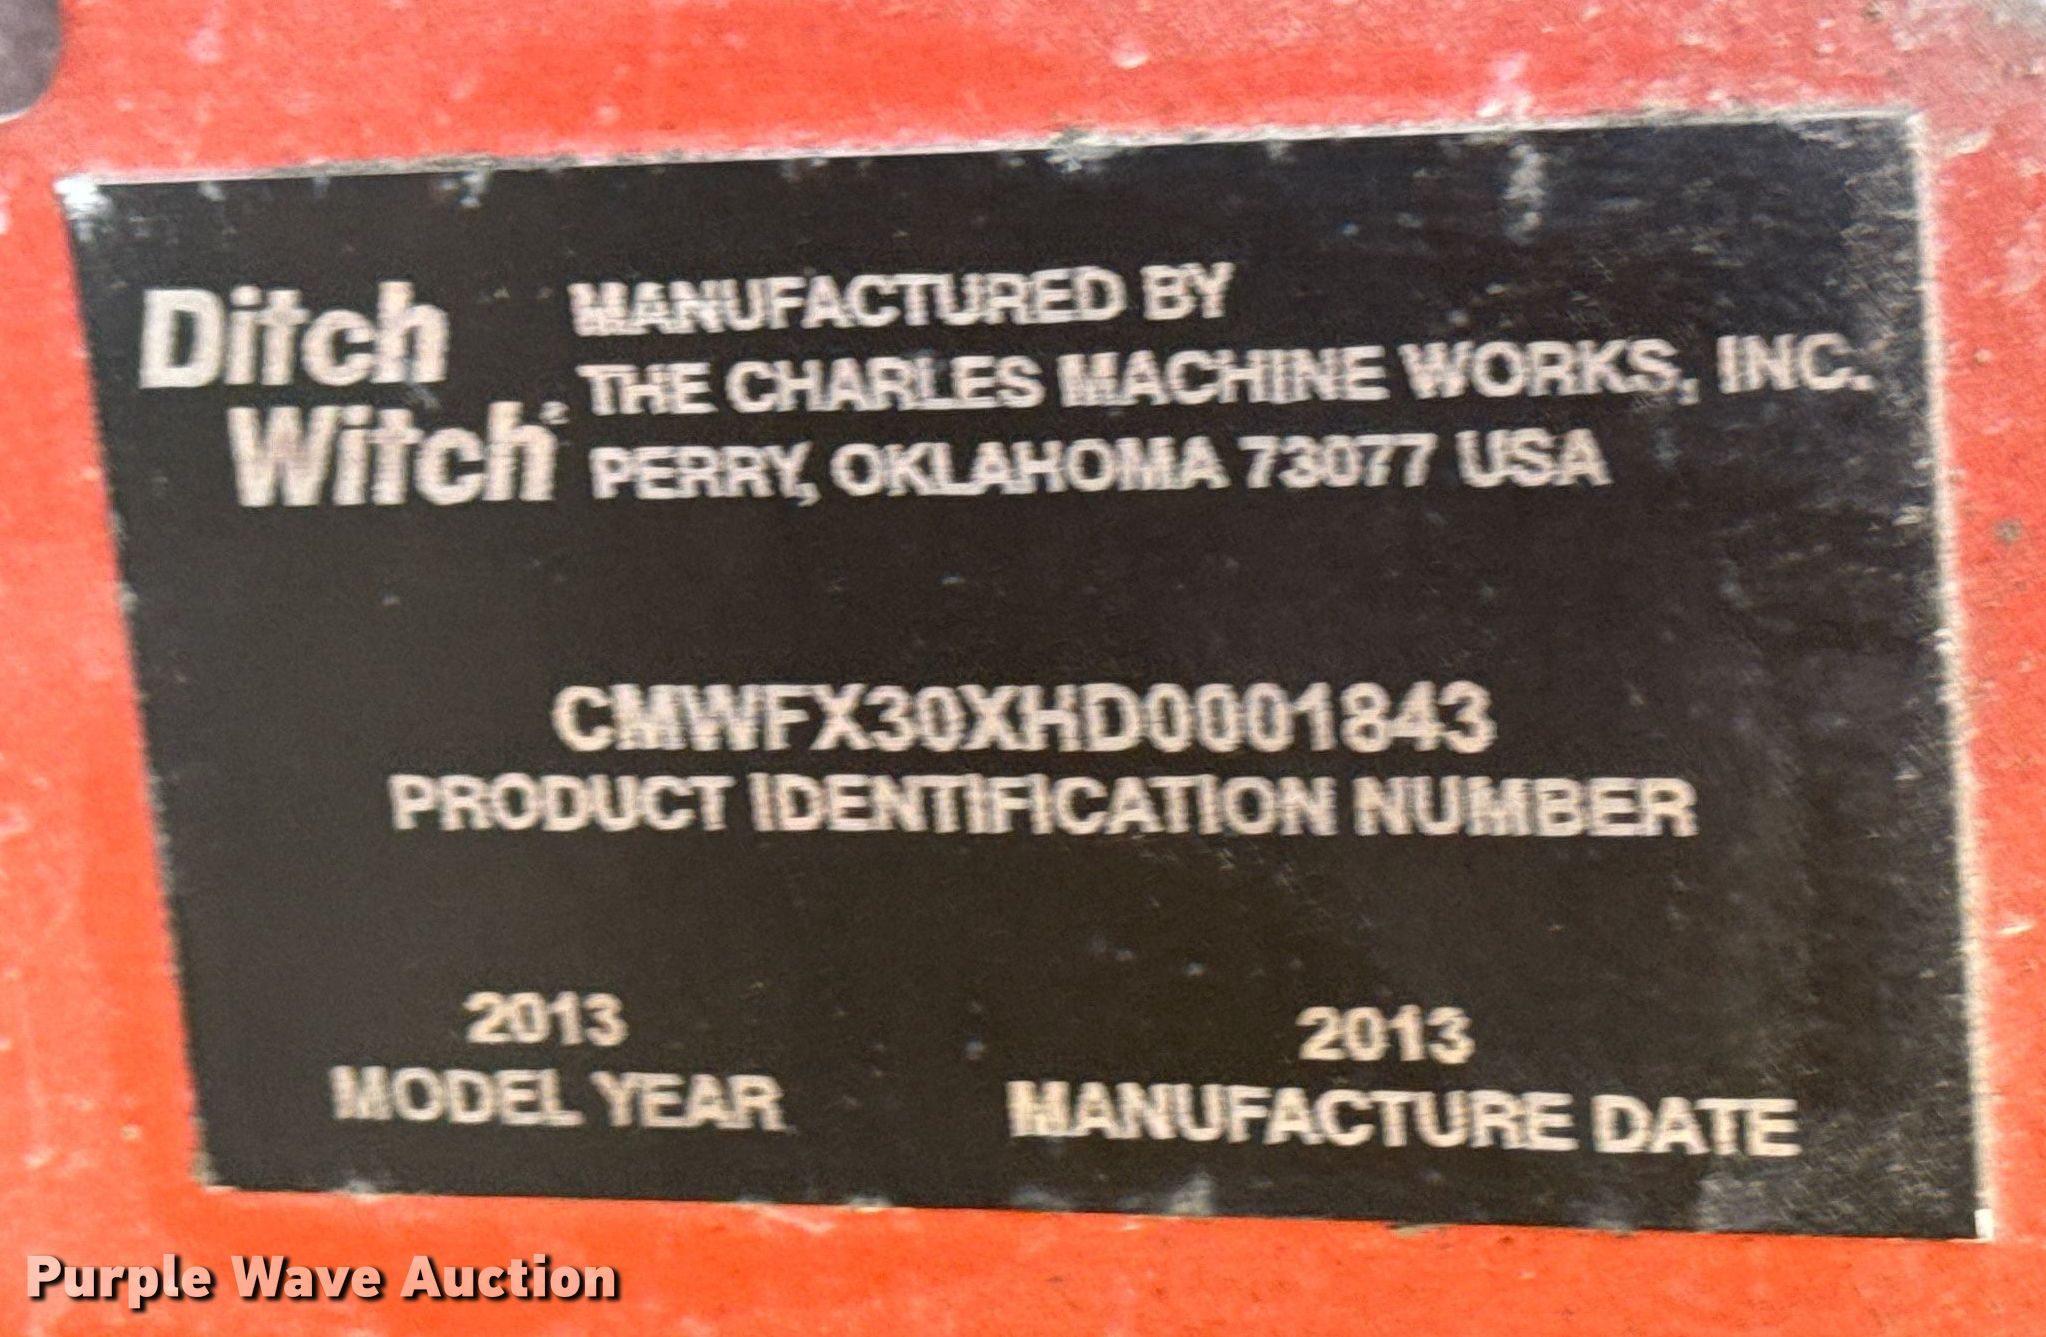 Ditch
Witch®
MANUFACTURED BY
THE CHARLES MACHINE WORKS, INC.
PERRY, OKLAHOMA 73077 USA
CMWFX30XHD0001843
PRODUCT IDENTIFICATION NUMBER
2013
MODEL YEAR
2013
MANUFACTURE DATE
Purple Wave Auction